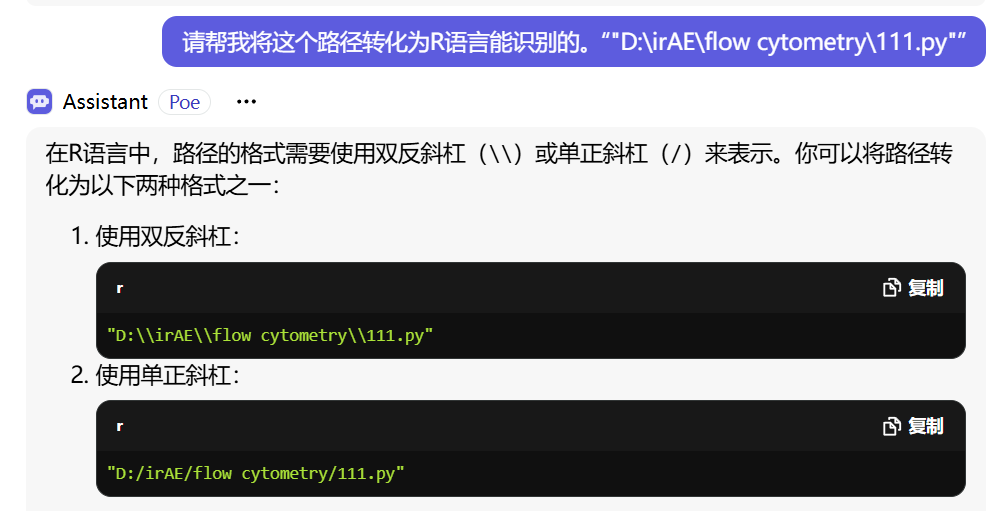 请帮我将这个路径转化为R语言能识别的。“"D:\irAE\flow cytometry\111.py"”
Assistant Poe ···
在R语言中，路径的格式需要使用双反斜杠（\\）或单正斜杠（/）来表示。你可以将路径转
化为以下两种格式之一：
1. 使用双反斜杠：
r 复制
"D:\\irAE\\flow cytometry\\111.py"
2. 使用单正斜杠：
r 复制
"D:/irAE/flow cytometry/111.py"